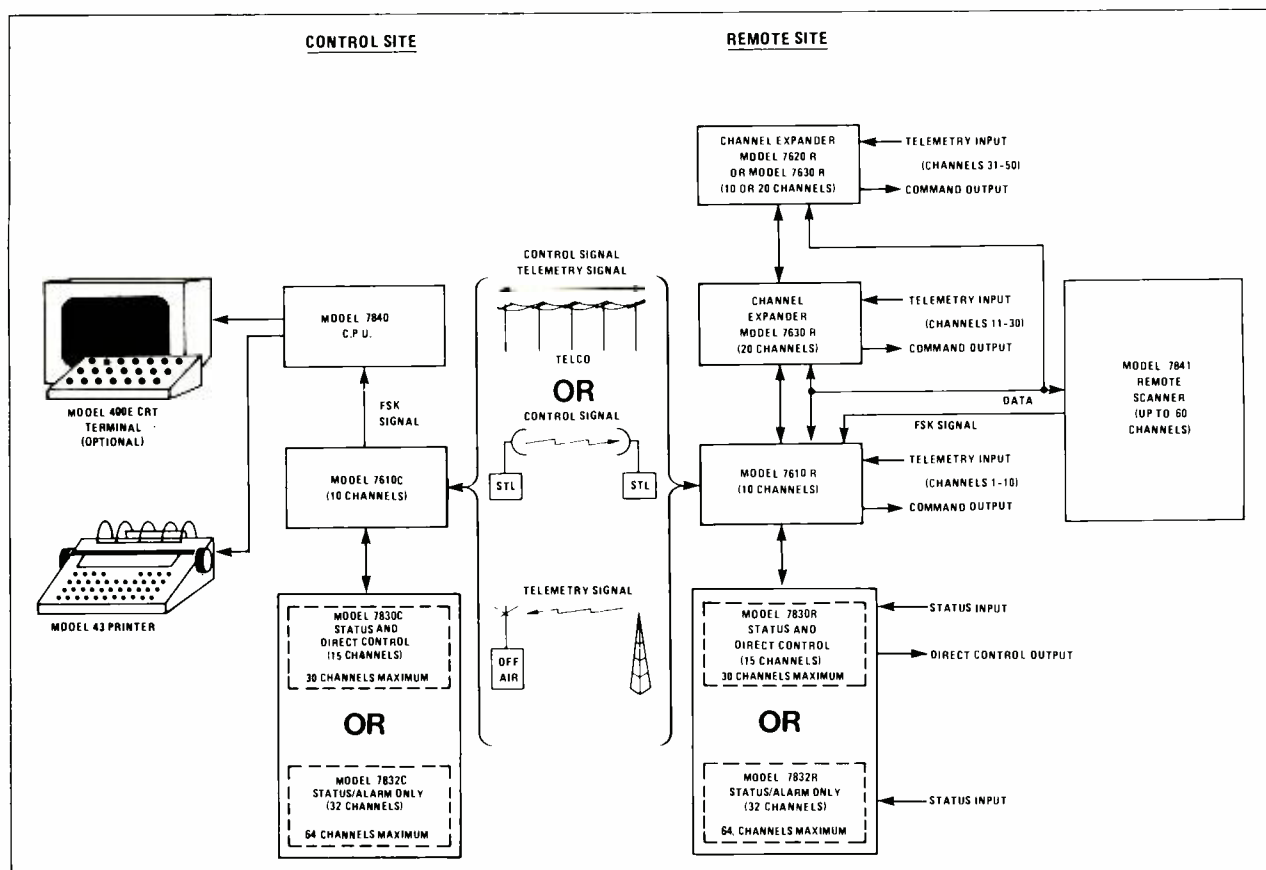 CONTROL SITE
REMOTE SITE
CHANNEL EXPANDER
MODEL 7620 R
OR MODEL 7630 R
(10 OR 20 CHANNELS)
TELEMETRY INPUT
(CHANNELS 31-50)
COMMAND OUTPUT
CONTROL SIGNAL
TELEMETRY SIGNAL
TELCO
OR
CONTROL SIGNAL
STL
STL
TELEMETRY SIGNAL
OFF
AIR
MODEL 400E CRT
TERMINAL
(OPTIONAL)
MODEL 7840
C.P.U.
FSK
SIGNAL
MODEL 43 PRINTER
MODEL 7610C
(10 CHANNELS)
MODEL 7830C
STATUS AND
DIRECT CONTROL
(15 CHANNELS)
30 CHANNELS MAXIMUM
OR
MODEL 7832C
STATUS/ALARM ONLY
(32 CHANNELS)
64 CHANNELS MAXIMUM
CHANNEL
EXPANDER
MODEL 7630 R
(20 CHANNELS)
TELEMETRY INPUT
(CHANNELS 11-30)
COMMAND OUTPUT
DATA
FSK SIGNAL
MODEL 7841
REMOTE
SCANNER
(UP TO 60
CHANNELS)
MODEL 7610 R
(10 CHANNELS)
TELEMETRY INPUT
(CHANNELS 1-10)
COMMAND OUTPUT
MODEL 7830R
STATUS AND
DIRECT CONTROL
(15 CHANNELS)
30 CHANNELS MAXIMUM
STATUS INPUT
DIRECT CONTROL OUTPUT
OR
MODEL 7832R
STATUS/ALARM ONLY
(32 CHANNELS)
64. CHANNELS MAXIMUM
STATUS INPUT